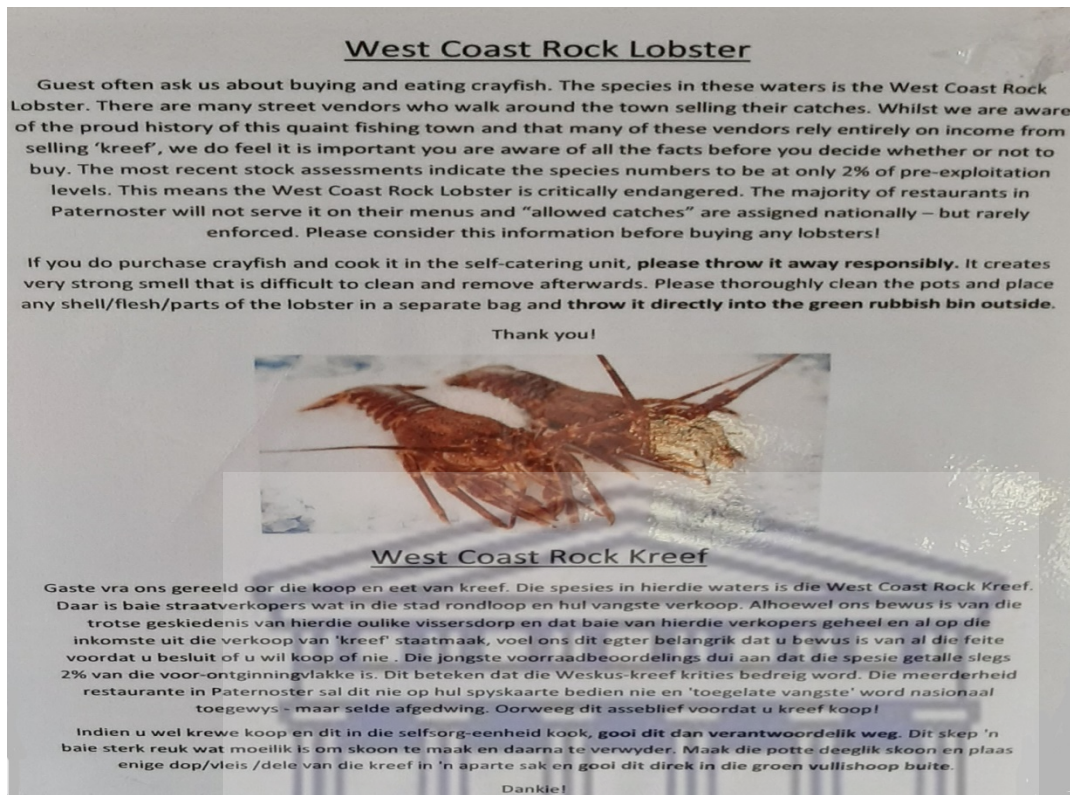 West Coast Rock Lobster
Guest often ask us about buying and eating crayfish. The species in these waters is the West Coast Rock
Lobster. There are many street vendors who walk around the town selling their catches. Whilst we are aware
of the proud history of this quaint fishing town and that many of these vendors rely entirely on income from
selling ‘kreef’, we do feel it is important you are aware of all the facts before you decide whether or not to
buy. The most recent stock assessments indicate the species numbers to be at only 2% of pre-exploitation
levels. This means the West Coast Rock Lobster is critically endangered. The majority of restaurants in
Paternoster will not serve it on their menus and “allowed catches” are assigned nationally – but rarely
enforced. Please consider this information before buying any lobsters!
If you do purchase crayfish and cook it in the self-catering unit, please throw it away responsibly. It creates
very strong smell that is difficult to clean and remove afterwards. Please thoroughly clean the pots and place
any shell/flesh/parts of the lobster in a separate bag and throw it directly into the green rubbish bin outside.
Thank you!
West Coast Rock Kreef
Gaste vra ons gereeld oor die koop en eet van kreef. Die spesies in hierdie waters is die West Coast Rock Kreef.
Daar is baie straatverkopers wat in die stad rondloop en hul vangste verkoop. Alhoewel ons bewus is van die
trotse geskiedenis van hierdie oulike vissersdorp en dat baie van hierdie verkopers geheel en al op die
inkomste uit die verkoop van 'kreef' staatmaak, voel ons dit egter belangrik dat u bewus is van al die feite
voordat u besluit of u wil koop of nie . Die jongste voorraadbeoordelings dui aan dat die spesie getalle slegs
2% van die voor-ontginningvlakke is. Dit beteken dat die Weskus-kreef krities bedreig word. Die meerderheid
restaurante in Paternoster sal dit nie op hul spyskaarte bedien nie en 'toegelate vangste' word nasionaal
toegewys - maar selde afgedwing. Oorweeg dit asseblief voordat u kreef koop!
Indien u wel krewe koop en dit in die selfsorg-eenheid kook, gooi dit dan verantwoordelik weg. Dit skep 'n
baie sterk reuk wat moeilik is om skoon te maak en daarna te verwyder. Maak die potte deeglik skoon en plaas
enige dop/vleis /dele van die kreef in 'n aparte sak en gooi dit direk in die groen vullishoop buite.
Dankie!